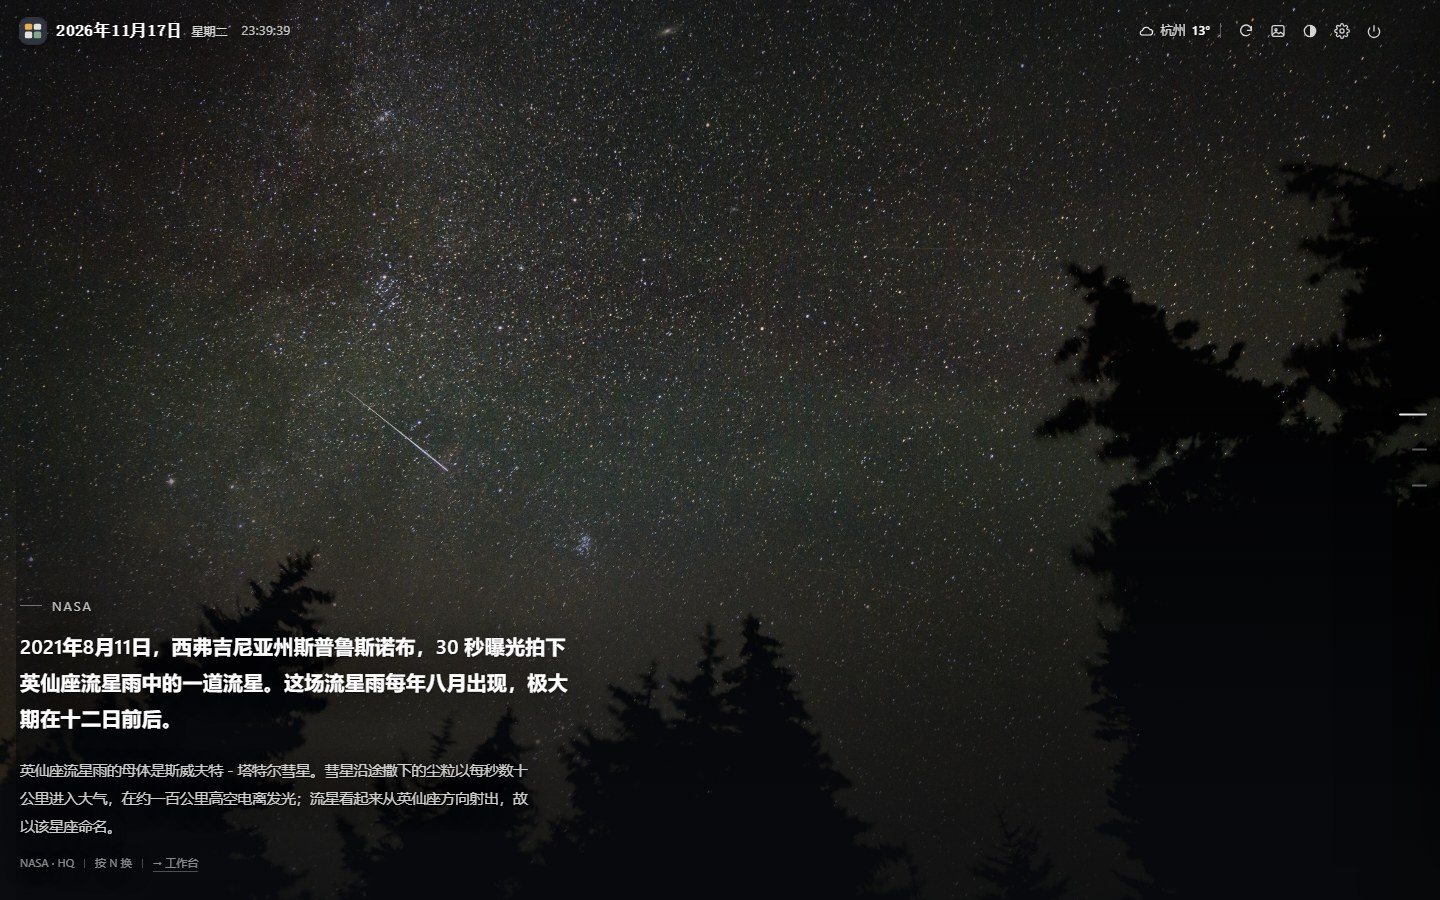 2026年11月17日 星期二 23:39:39
杭州 13°
NASA
2021年8月11日，西弗吉尼亚州斯普鲁斯诺布，30 秒曝光拍下
英仙座流星雨中的一道流星。这场流星雨每年八月出现，极大
期在十二日前后。
英仙座流星雨的母体是斯威夫特 - 塔特尔彗星。彗星沿途撒下的尘粒以每秒数十
公里进入大气，在约一百公里高空电离发光；流星看起来从英仙座方向射出，故
以该星座命名。
NASA · HQ | 按 N 换 | → 工作台